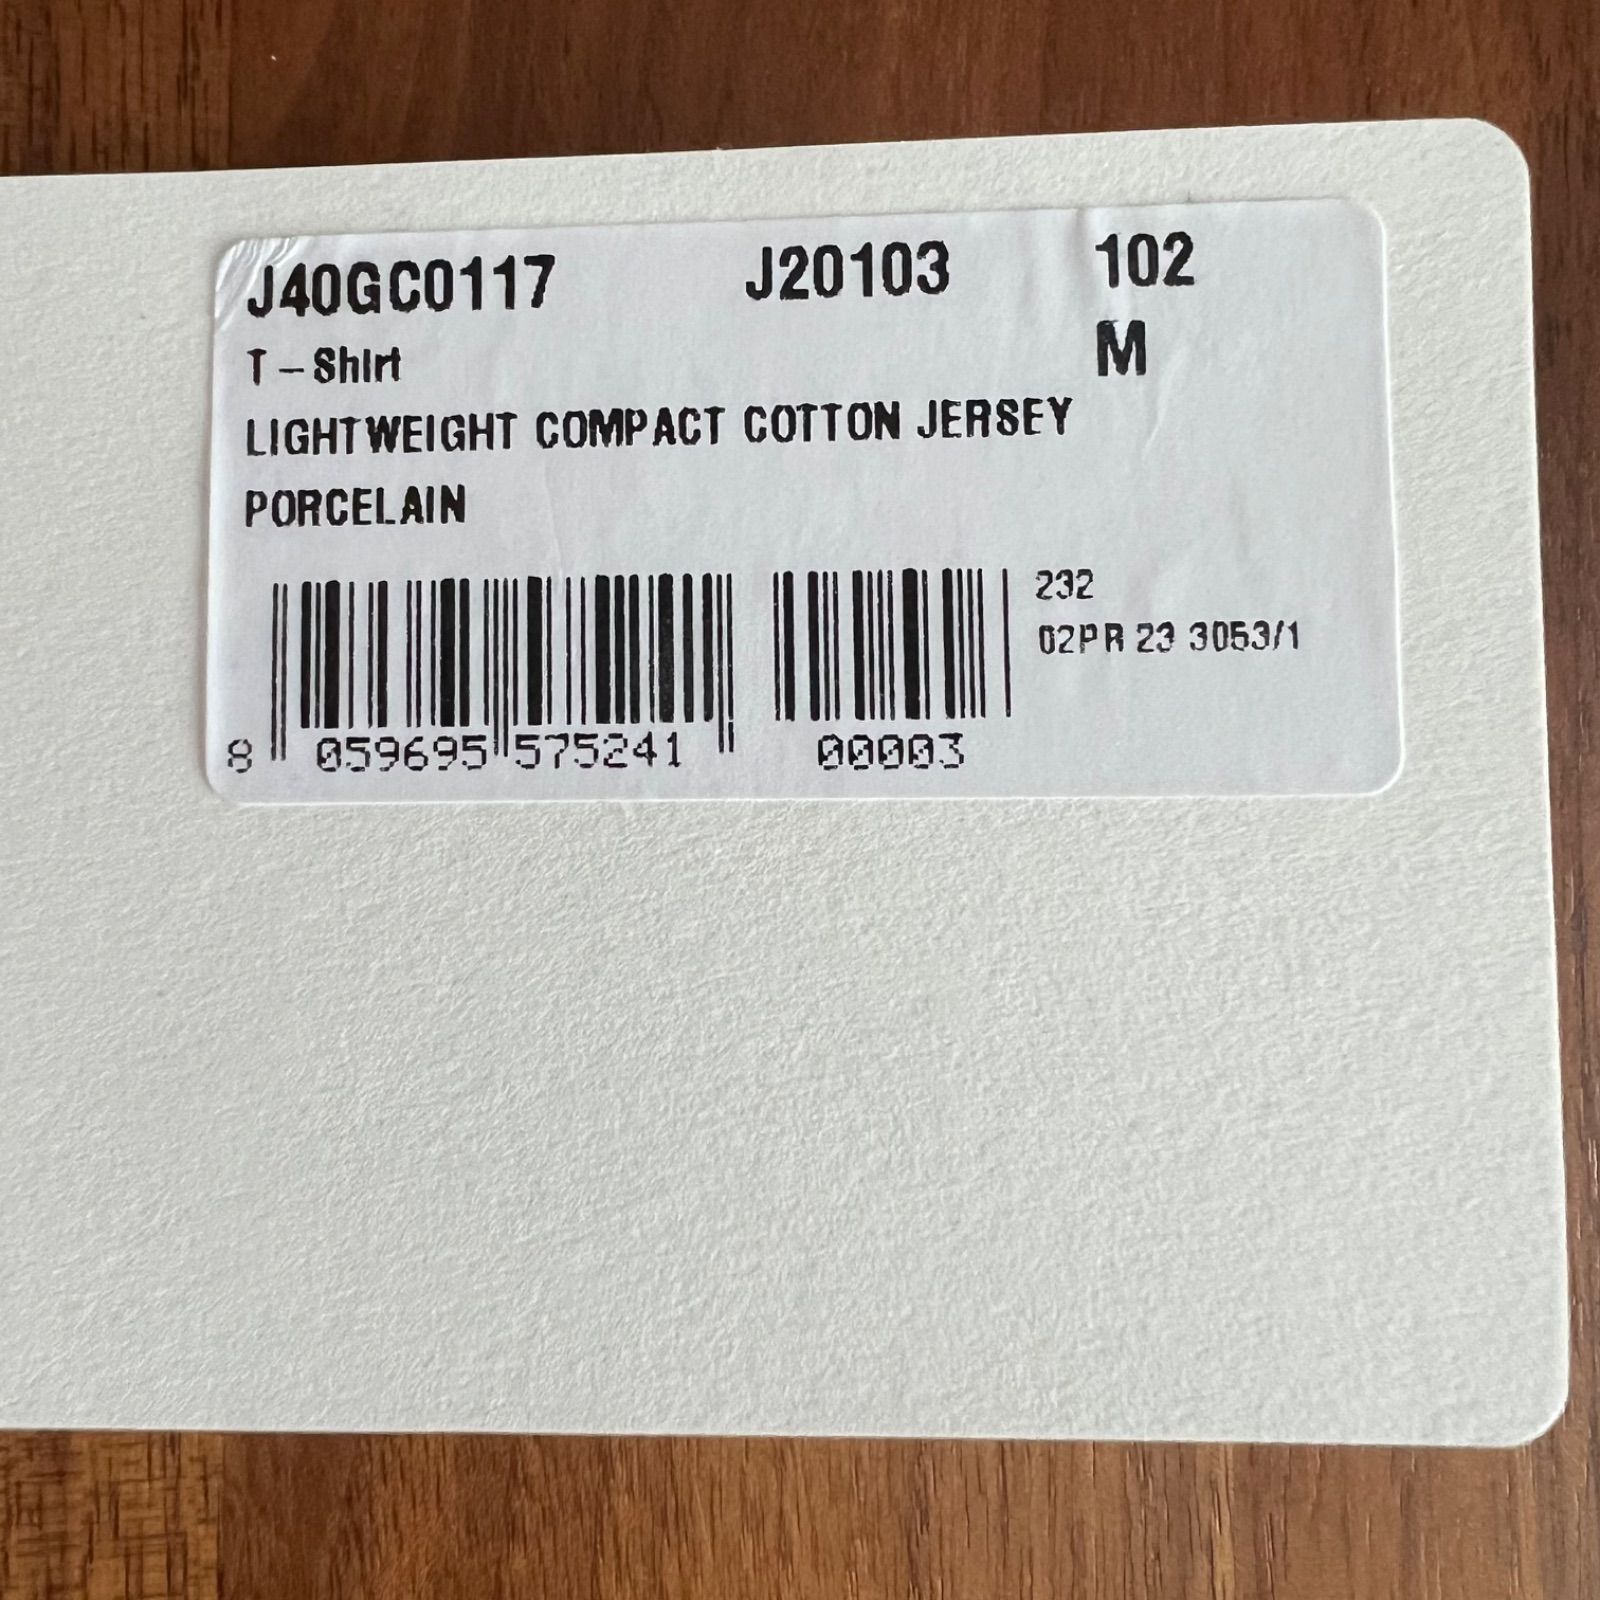 J40GC0117 J20103 102
T-Shirt M
LIGHTWEIGHT COMPACT COTTON JERSEY
PORCELAIN
232
02PR 23 3053/1
8 059695 575241 00003